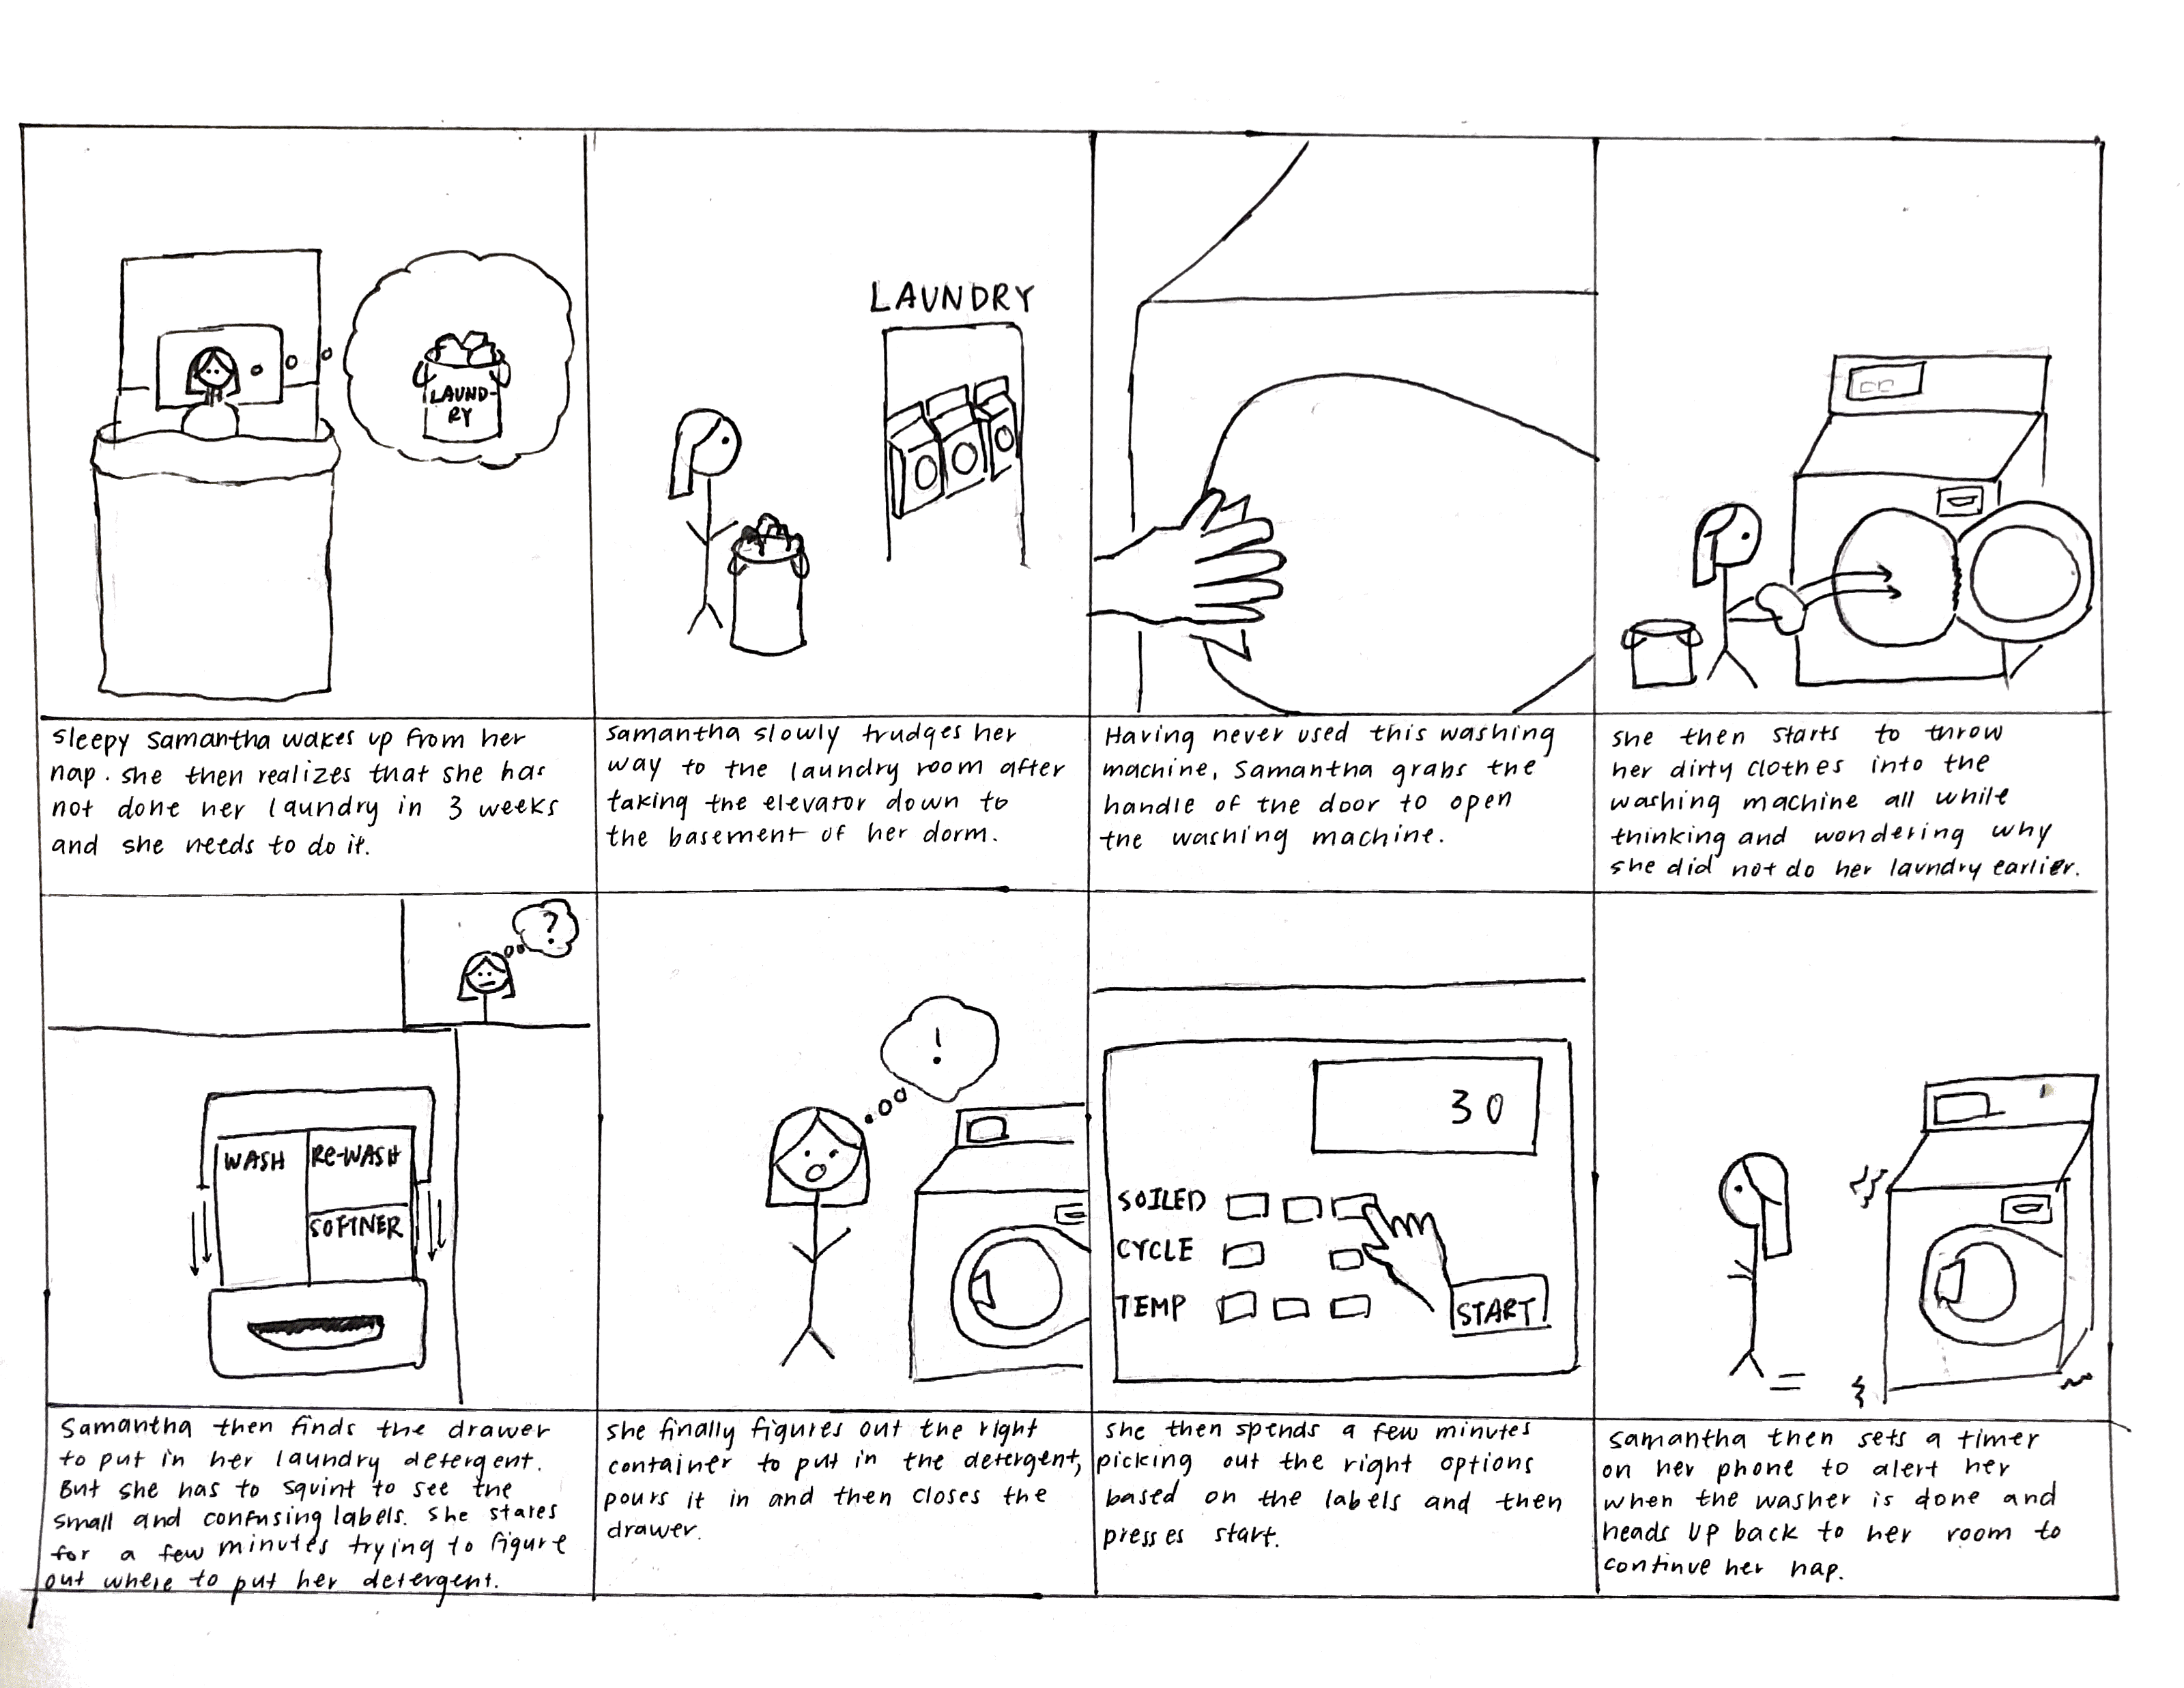 LAUND-
RY
LAUNDRY
Sleepy Samantha wakes up from her
nap. She then realizes that she has
not done her laundry in 3 weeks
and she needs to do it.
Samantha slowly trudges her
way to the laundry room after
taking the elevator down to
the basement of her dorm.
Having never used this washing
machine, Samantha grabs the
handle of the door to open
the washing machine.
She then starts to throw
her dirty clothes into the
washing machine all while
thinking and wondering why
she did not do her laundry earlier.
?
WASH
RE-WASH
SOFTNER
!
30
SOILED
CYCLE
TEMP
START
Samantha then finds the drawer
to put in her laundry detergent.
But she has to squint to see the
small and confusing labels. She stares
for a few minutes trying to figure
out where to put her detergent.
She finally figures out the right
container to put in the detergent,
pours it in and then closes the
drawer.
She then spends a few minutes
picking out the right options
based on the labels and then
presses start.
Samantha then sets a timer
on her phone to alert her
when the washer is done and
heads up back to her room to
continue her nap.